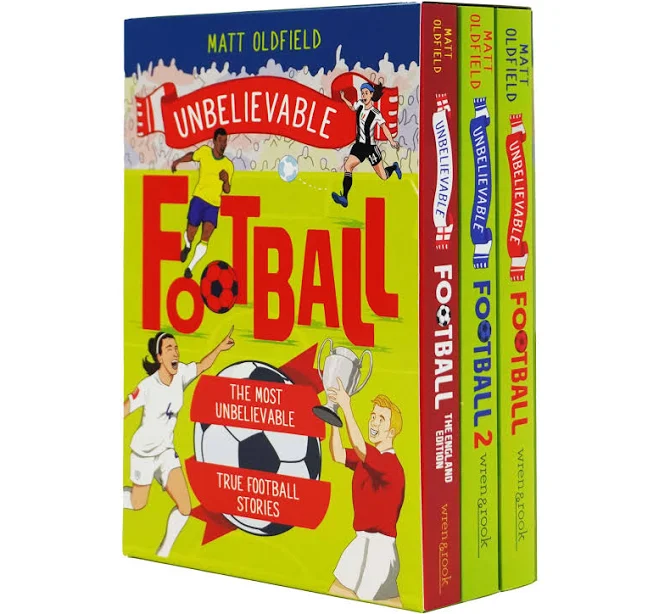 MATT OLDFIELD
UNBELIEVABLE
FOOTBALL
THE MOST
UNBELIEVABLE
TRUE FOOTBALL
STORIES
MATT
OLDFIELD
UNBELIEVABLE
FOOTBALL
THE ENGLAND
EDITION
wren&rook
MATT
OLDFIELD
UNBELIEVABLE
FOOTBALL 2
wren&rook
MATT
OLDFIELD
UNBELIEVABLE
FOOTBALL
wren&rook